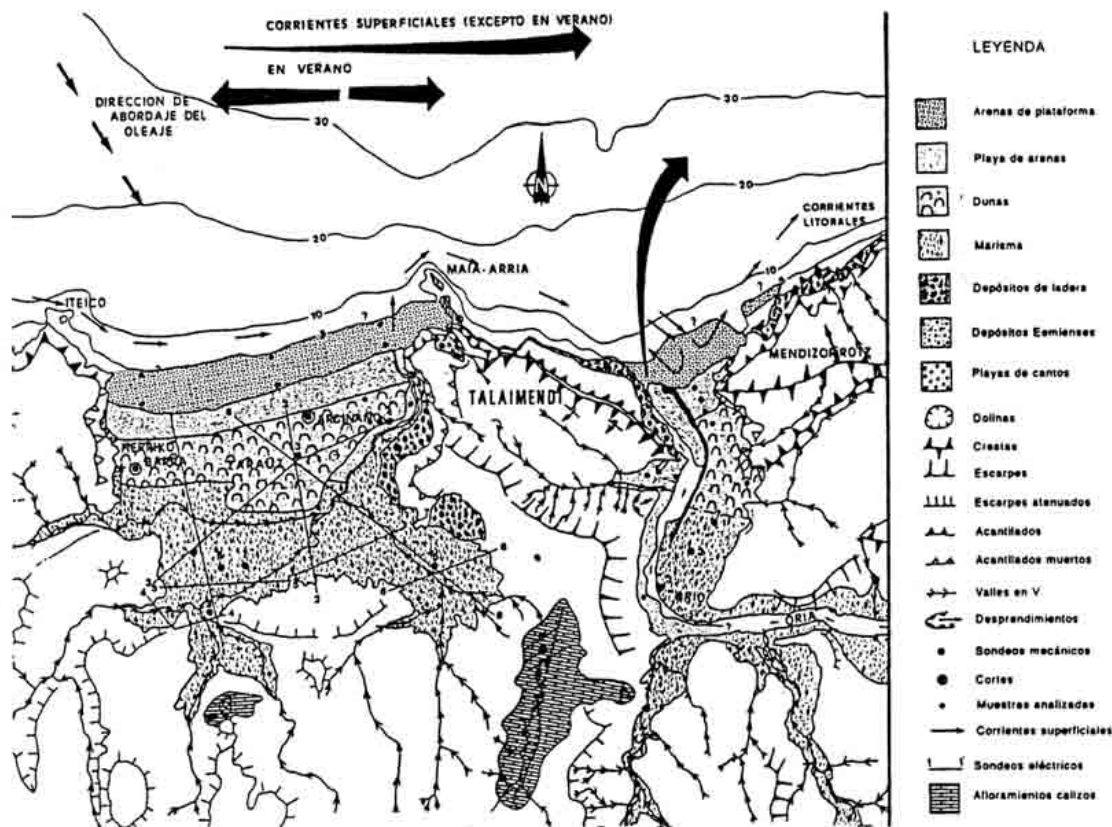 CORRIENTES SUPERFICIALES (EXCEPTO EN VERANO)
EN VERANO
DIRECCION DE
ABORDAJE DEL
OLEAJE
30
30
N
20
20
CORRIENTES
LITORALES
10
MAIA-ARRIA
ITEICO
10
?
?
MENDIZORROTZ
TALAIMENDI
ORIA
LEYENDA
Arenas de plataforma
Playa de arenas
Dunas
Marisma
Depósitos de ladera
Depósitos Eemienses
Playas de cantos
Dolinas
Crestas
Escarpes
Escarpes atenuados
Acantilados
Acantilados muertos
Valles en V
Desprendimientos
Sondeos mecánicos
Cortes
Muestras analizadas
Corrientes superficiales
Sondeos eléctricos
Afloramientos calizos